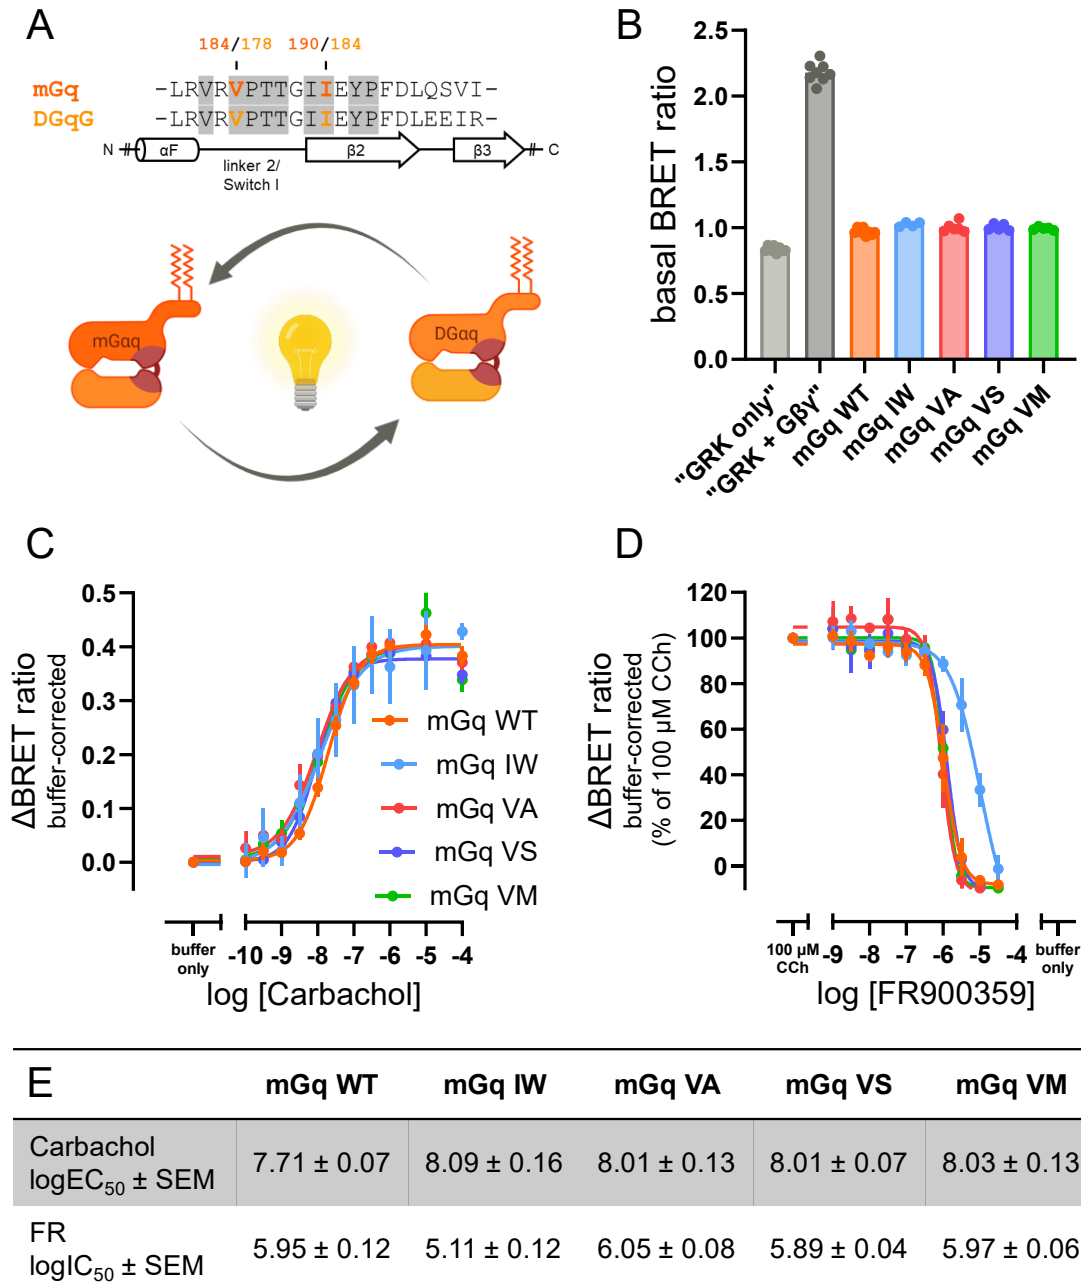 A
184/178 190/184
mGq -LRVRVPTTGIIEYPFDLQSVI-
DGqG -LRVRVPTTGIIEYPFDLEEIR-
N αF β2 β3 C
linker 2/
Switch I
mGαq
DGαq
B
basal BRET ratio
2.5
2.0
1.5
1.0
0.5
0.0
"GRK only"
"GRK + Gβγ"
mGq WT
mGq IW
mGq VA
mGq VS
mGq VM
C
ΔBRET ratio
buffer-corrected
0.5
0.4
0.3
0.2
0.1
0.0
mGq WT
mGq IW
mGq VA
mGq VS
mGq VM
buffer
only
-10 -9 -8 -7 -6 -5 -4
log [Carbachol]
D
ΔBRET ratio
buffer-corrected
(% of 100 µM CCh)
120
100
80
60
40
20
0
100 µM
CCh
-9 -8 -7 -6 -5 -4
buffer
only
log [FR900359]
E mGq WT mGq IW mGq VA mGq VS mGq VM
Carbachol
logEC50 ± SEM 7.71 ± 0.07 8.09 ± 0.16 8.01 ± 0.13 8.01 ± 0.07 8.03 ± 0.13
FR
logIC50 ± SEM 5.95 ± 0.12 5.11 ± 0.12 6.05 ± 0.08 5.89 ± 0.04 5.97 ± 0.06